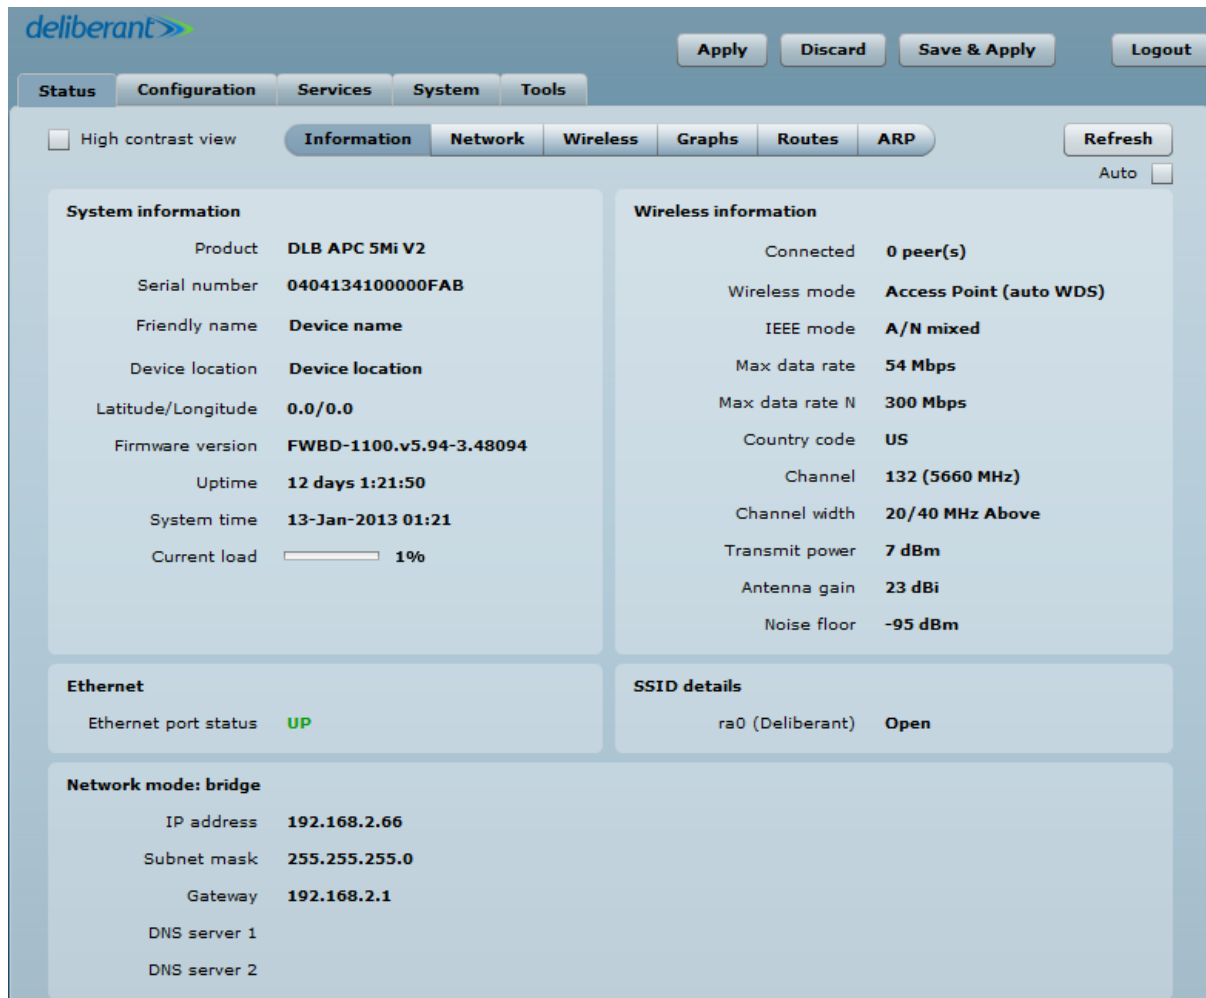 deliberant
Apply Discard Save & Apply Logout
Status Configuration Services System Tools
High contrast view Information Network Wireless Graphs Routes ARP Refresh
Auto
System information
Product DLB APC 5Mi V2
Serial number 0404134100000FAB
Friendly name Device name
Device location Device location
Latitude/Longitude 0.0/0.0
Firmware version FWBD-1100.v5.94-3.48094
Uptime 12 days 1:21:50
System time 13-Jan-2013 01:21
Current load 1%
Wireless information
Connected 0 peer(s)
Wireless mode Access Point (auto WDS)
IEEE mode A/N mixed
Max data rate 54 Mbps
Max data rate N 300 Mbps
Country code US
Channel 132 (5660 MHz)
Channel width 20/40 MHz Above
Transmit power 7 dBm
Antenna gain 23 dBi
Noise floor -95 dBm
Ethernet
Ethernet port status UP
SSID details
ra0 (Deliberant) Open
Network mode: bridge
IP address 192.168.2.66
Subnet mask 255.255.255.0
Gateway 192.168.2.1
DNS server 1
DNS server 2